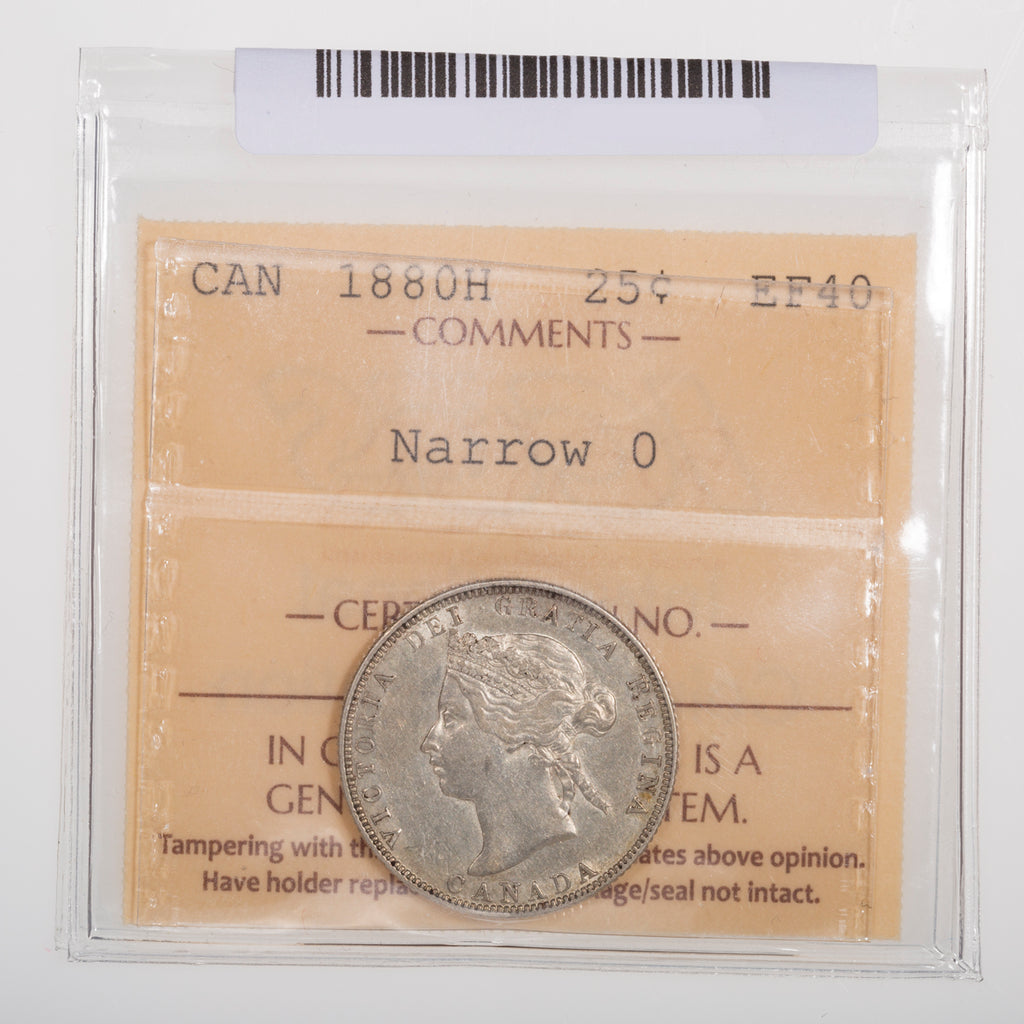 CAN 1880H 25¢ EF40
— COMMENTS —
Narrow 0
— CER NO. —
IN IS A
GEN TEM.
Tampering with th ates above opinion.
Have holder repla age/seal not intact.
VICTORIA DEI GRATIA REGINA
CANADA